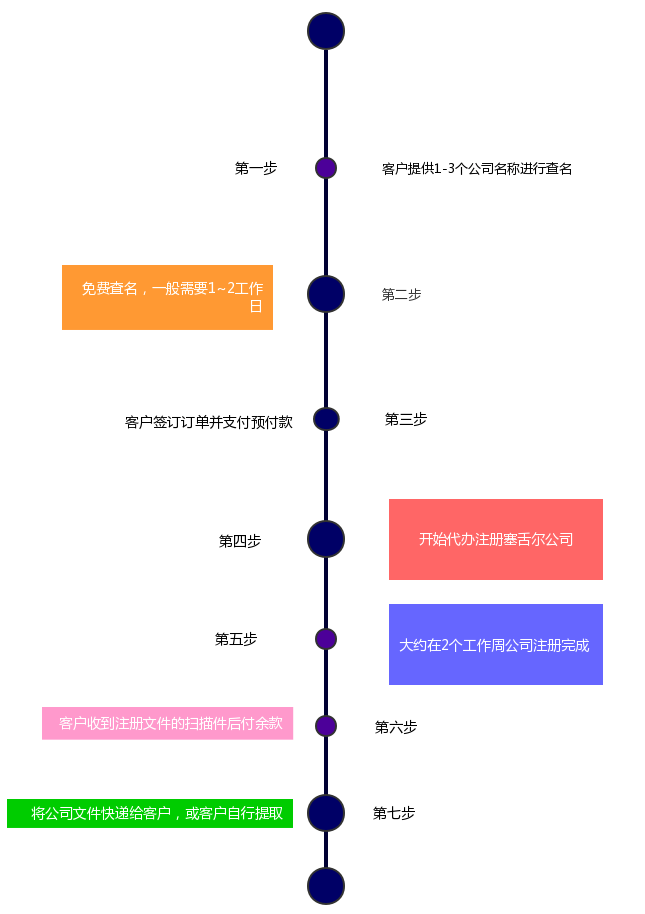 第一步
客户提供1-3个公司名称进行查名
免费查名，一般需要1~2工作
日
第二步
客户签订订单并支付预付款
第三步
第四步
开始代办注册塞舌尔公司
第五步
大约在2个工作周公司注册完成
客户收到注册文件的扫描件后付余款
第六步
将公司文件快递给客户，或客户自行提取
第七步